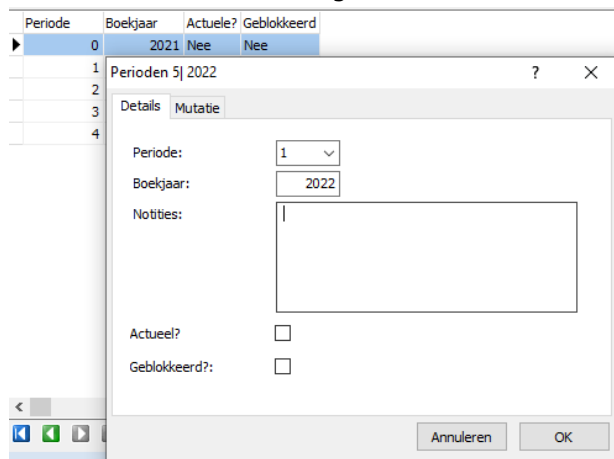 Periode Boekjaar Actuele? Geblokkeerd
0 2021 Nee Nee
1
2
3
4
Perioden 5| 2022 ?
Details Mutatie
Periode: 1
Boekjaar: 2022
Notities:
Actueel?
Geblokkeerd?:
Annuleren OK